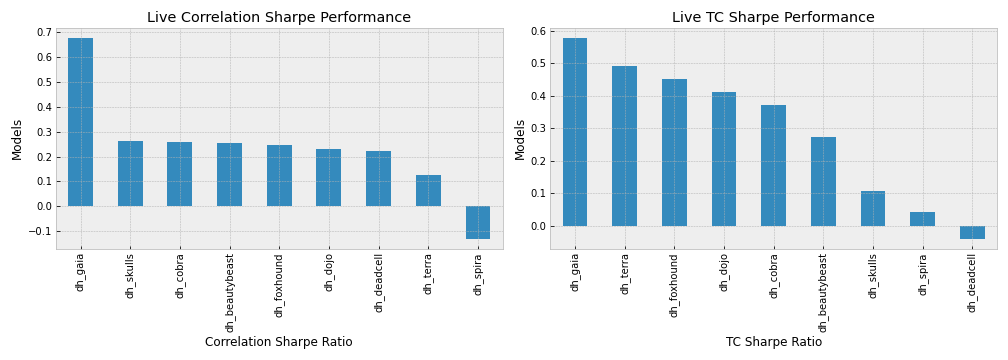 Live Correlation Sharpe Performance
Models
0.7
0.6
0.5
0.4
0.3
0.2
0.1
0.0
−0.1
dh_gaia
dh_skulls
dh_cobra
dh_beautybeast
dh_foxhound
dh_dojo
dh_deadcell
dh_terra
dh_spira
Correlation Sharpe Ratio
Live TC Sharpe Performance
Models
0.6
0.5
0.4
0.3
0.2
0.1
0.0
dh_gaia
dh_terra
dh_foxhound
dh_dojo
dh_cobra
dh_beautybeast
dh_skulls
dh_spira
dh_deadcell
TC Sharpe Ratio